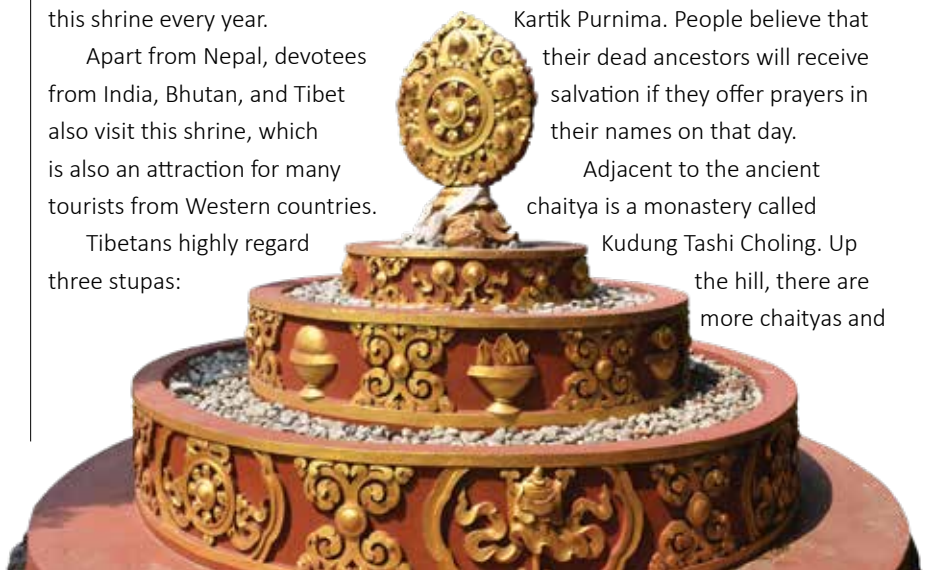 this shrine every year.
Apart from Nepal, devotees
from India, Bhutan, and Tibet
also visit this shrine, which
is also an attraction for many
tourists from Western countries.
Tibetans highly regard
three stupas:
Kartik Purnima. People believe that
their dead ancestors will receive
salvation if they offer prayers in
their names on that day.
Adjacent to the ancient
chaitya is a monastery called
Kudung Tashi Choling. Up
the hill, there are
more chaityas and